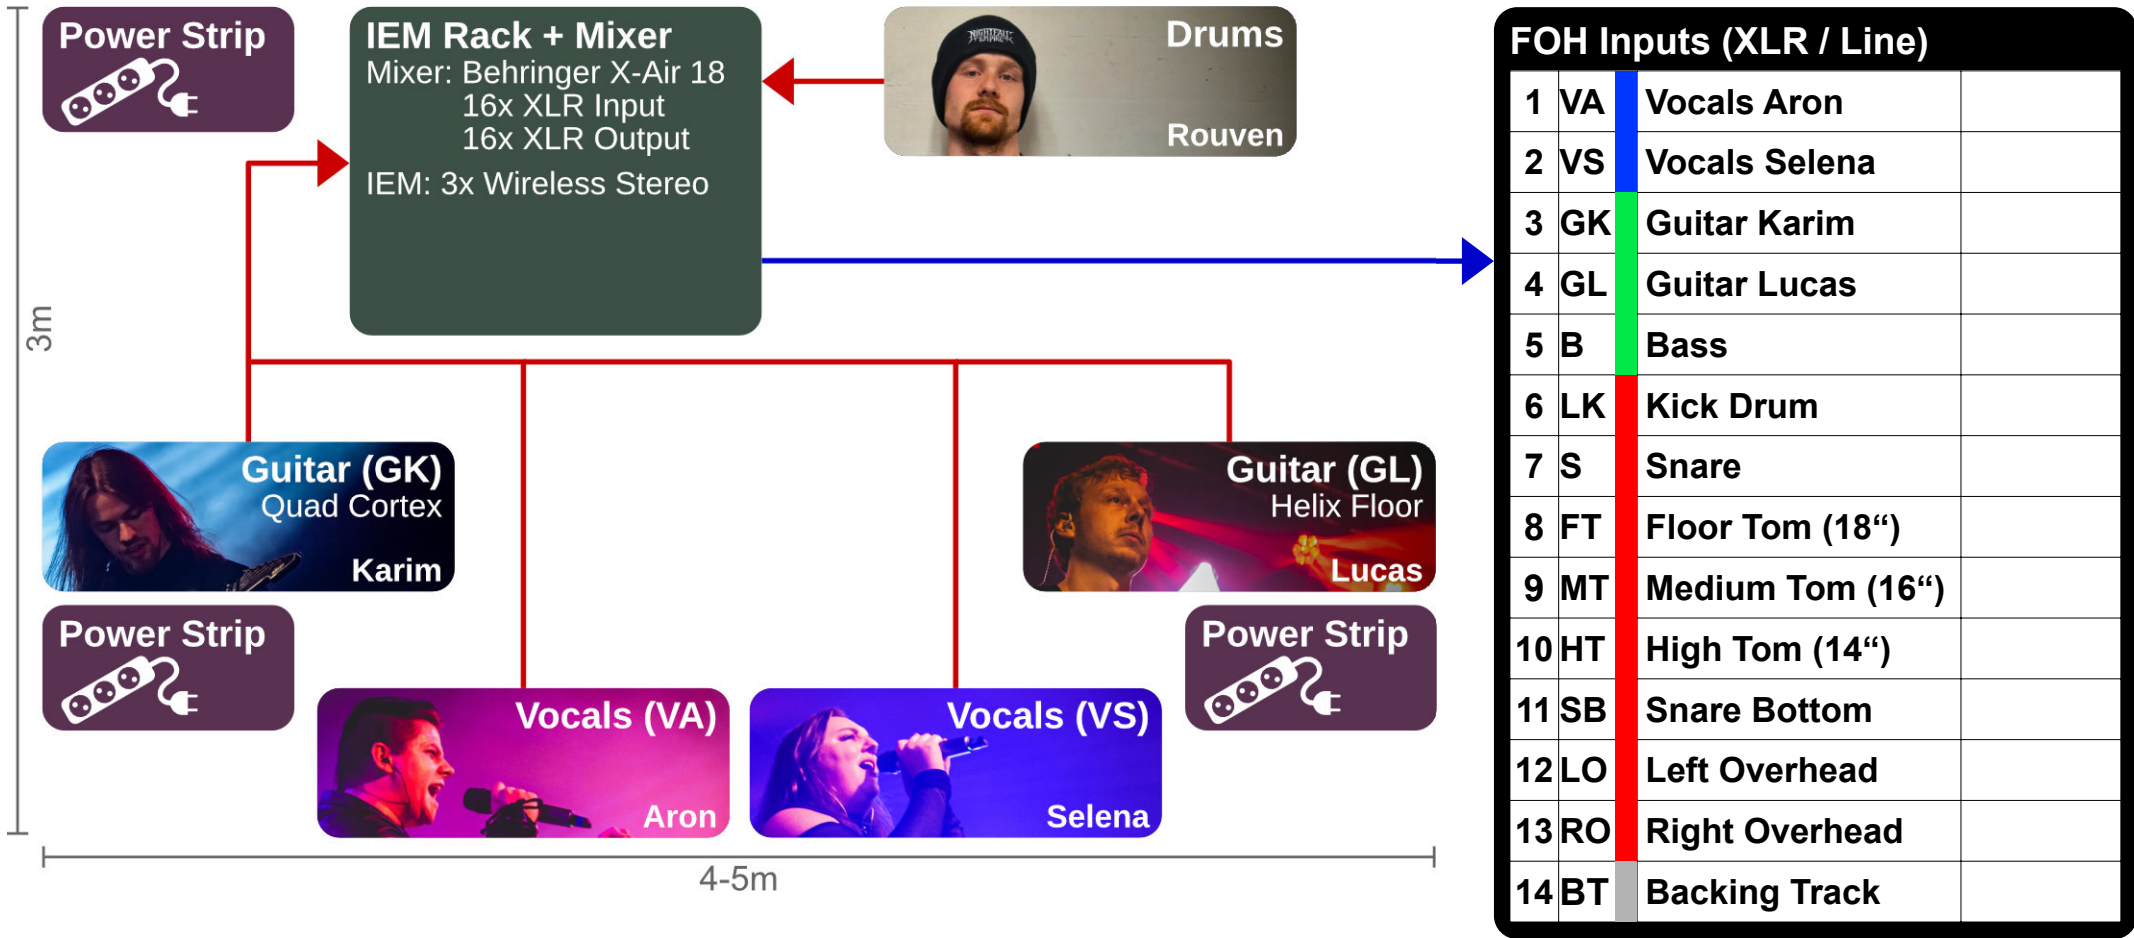 Power Strip
IEM Rack + Mixer
Mixer: Behringer X-Air 18
16x XLR Input
16x XLR Output
IEM: 3x Wireless Stereo
Drums
Rouven
3m
Guitar (GK)
Quad Cortex
Karim
Guitar (GL)
Helix Floor
Lucas
Power Strip
Power Strip
Vocals (VA)
Aron
Vocals (VS)
Selena
4-5m
FOH Inputs (XLR / Line)
1 VA Vocals Aron
2 VS Vocals Selena
3 GK Guitar Karim
4 GL Guitar Lucas
5 B Bass
6 LK Kick Drum
7 S Snare
8 FT Floor Tom (18“)
9 MT Medium Tom (16“)
10 HT High Tom (14“)
11 SB Snare Bottom
12 LO Left Overhead
13 RO Right Overhead
14 BT Backing Track